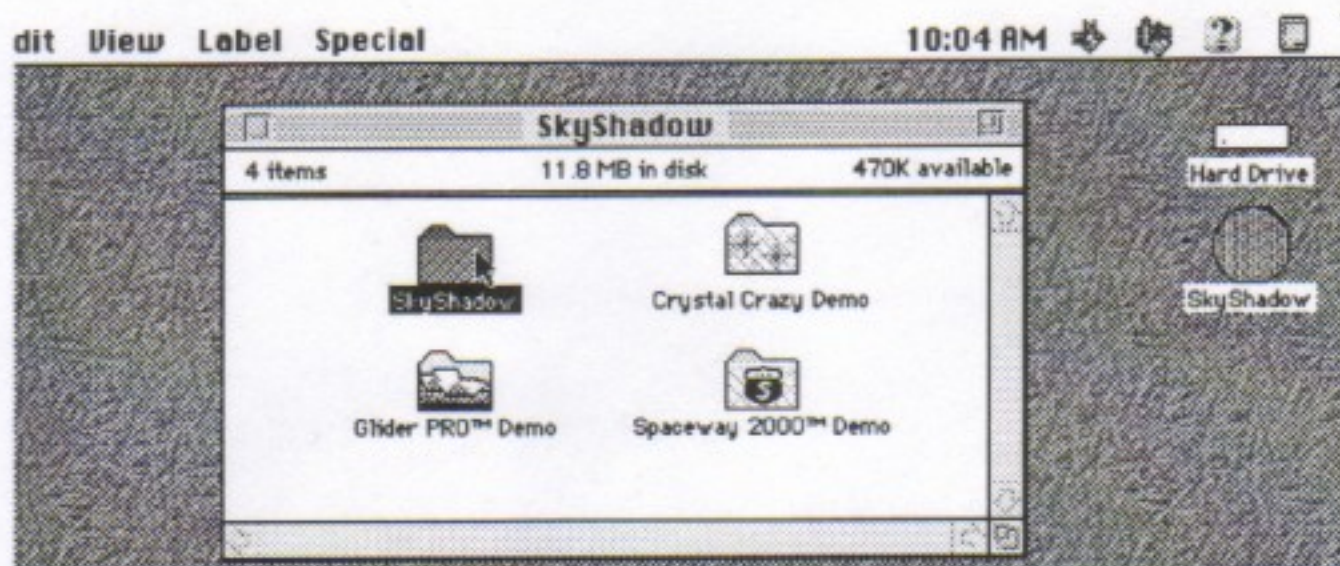 dit View Label Special 10:04 AM
SkyShadow
4 items 11.8 MB in disk 470K available
Hard Drive
SkyShadow Crystal Crazy Demo
SkyShadow
Glider PRO™ Demo Spaceway 2000™ Demo